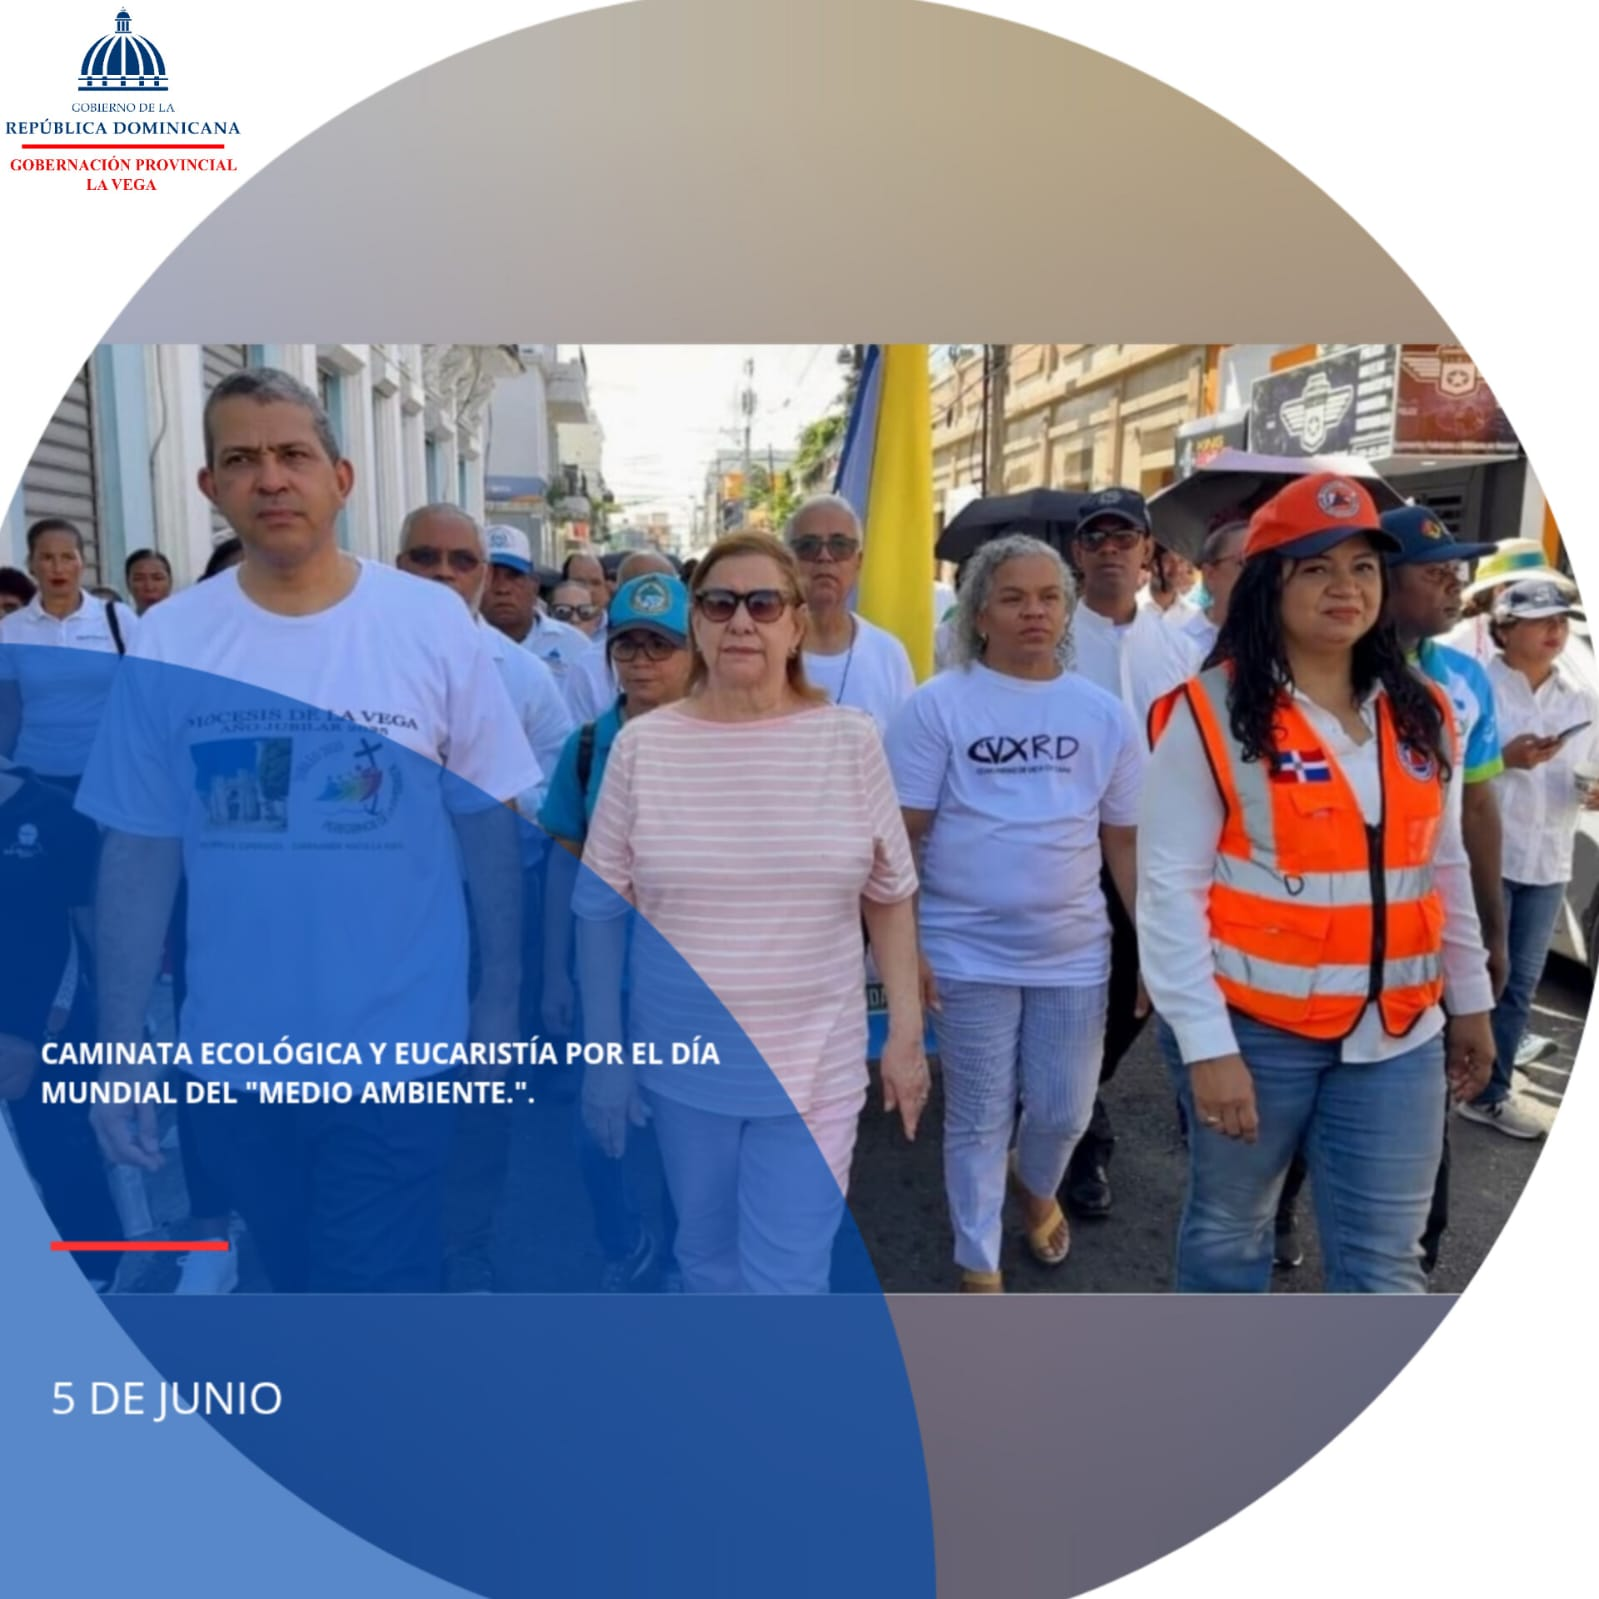 GOBIERNO DE LA
REPÚBLICA DOMINICANA
GOBERNACIÓN PROVINCIAL
LA VEGA
KING
DIOCESIS DE LA VEGA
AÑO JUBILAR 2025
CVXRD
CAMINATA ECOLÓGICA Y EUCARISTÍA POR EL DÍA
MUNDIAL DEL "MEDIO AMBIENTE.".
5 DE JUNIO